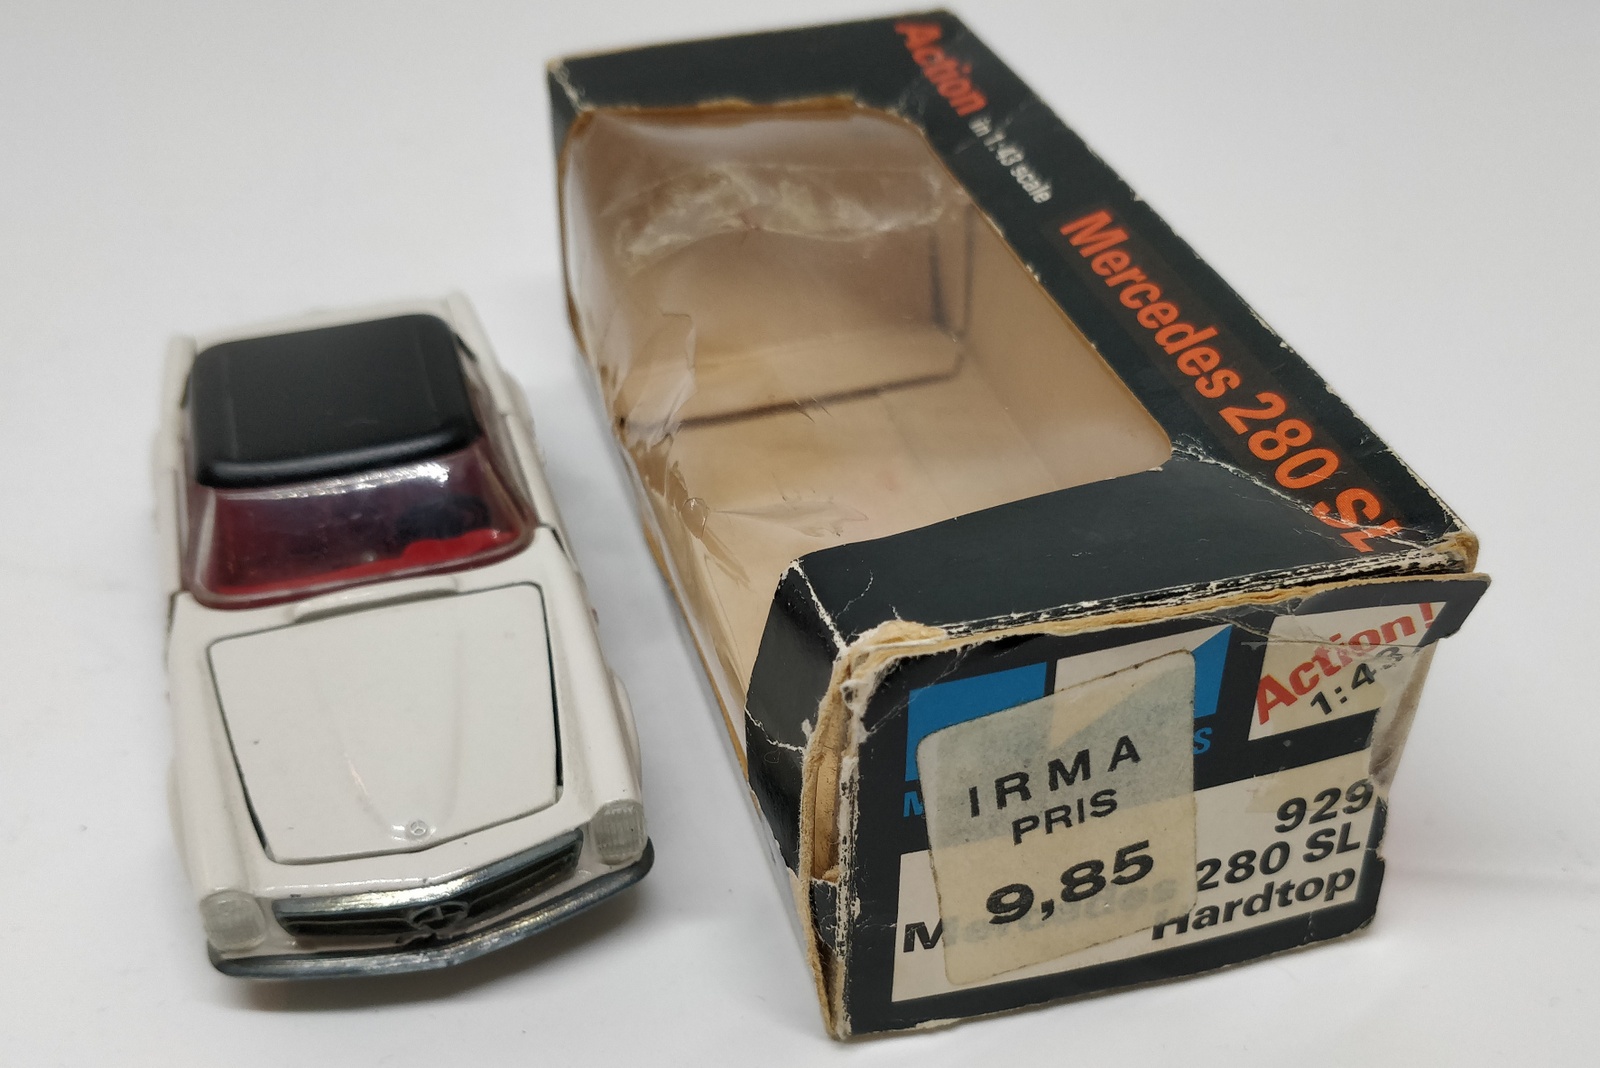 Action in 1:43 scale Mercedes 280 SL
Action!
1:43
IRMA
PRIS
9,85
929
280 SL
Hardtop